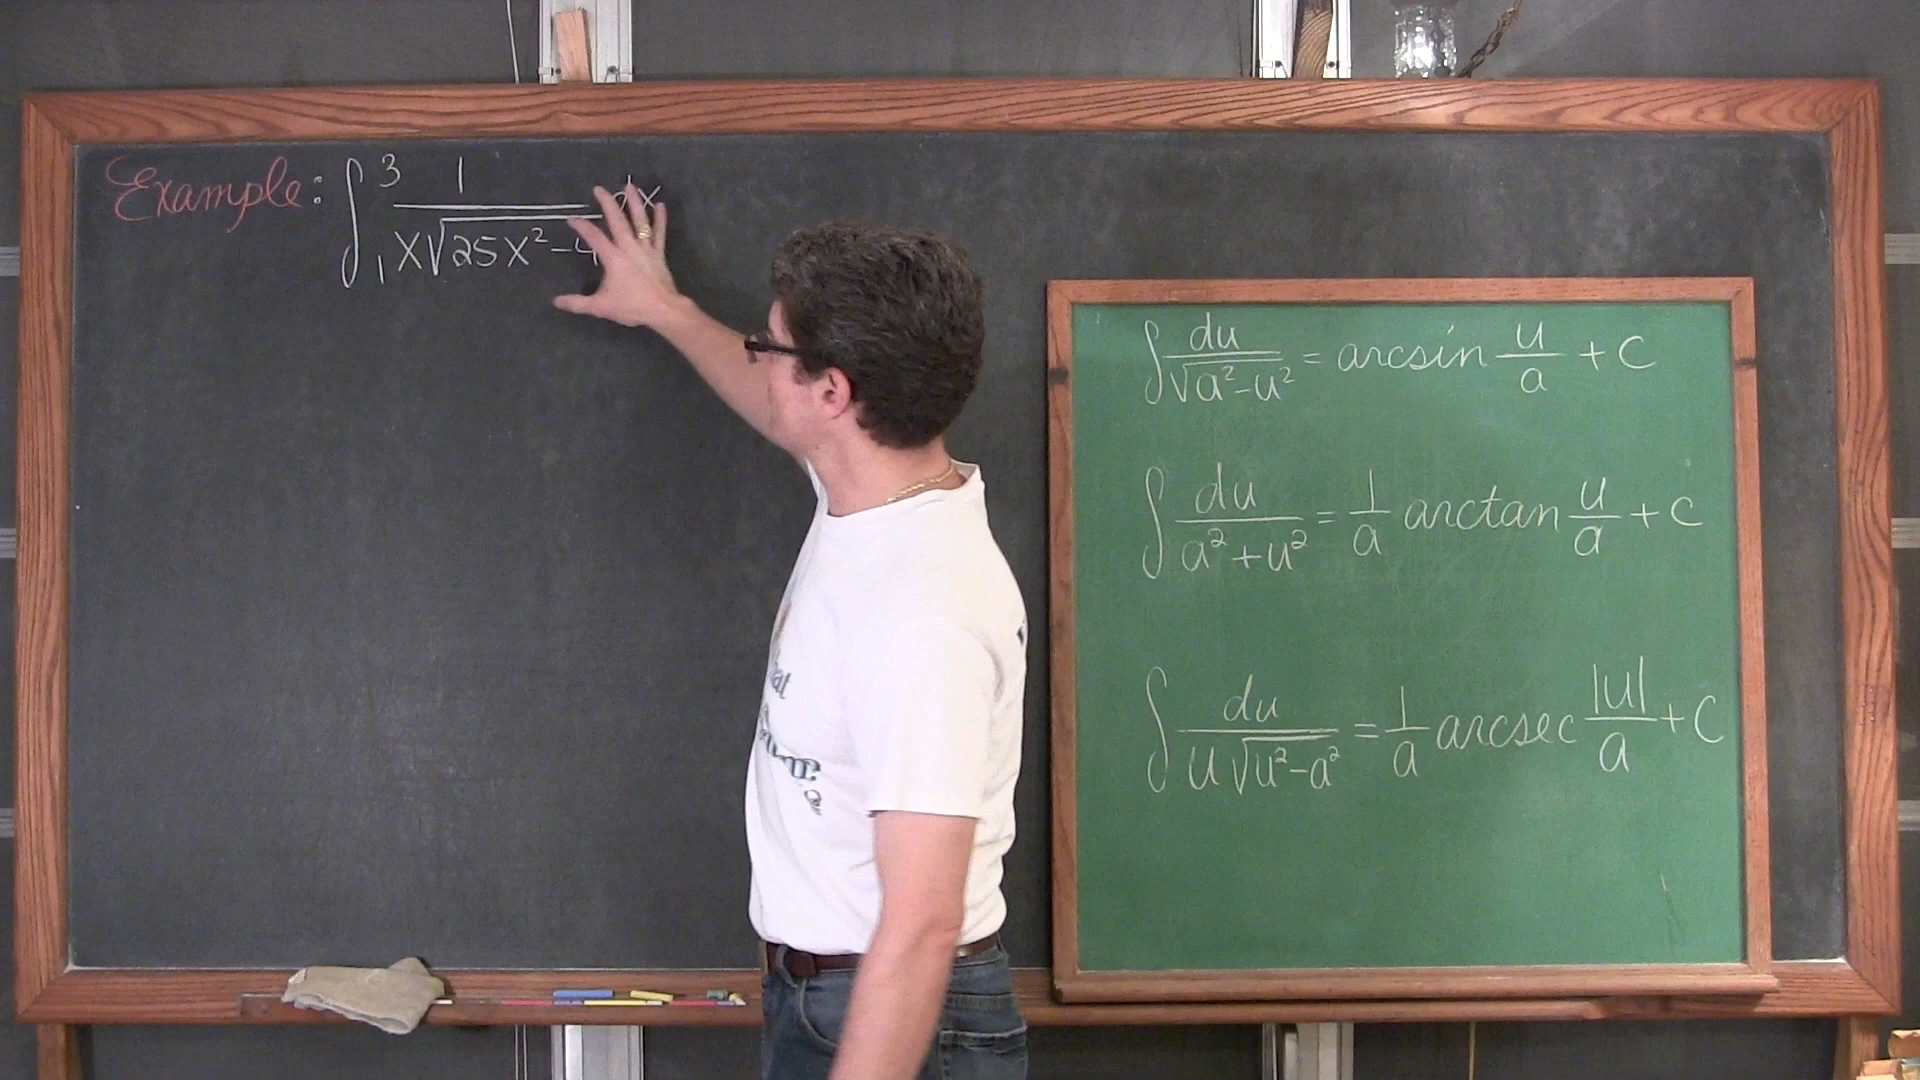 Example: ∫₁³ 1/(x√(25x²-4)) dx
∫ du/√(a²-u²) = arcsin u/a + c
∫ du/(a²+u²) = 1/a arctan u/a + c
∫ du/(u√(u²-a²)) = 1/a arcsec |u|/a + c